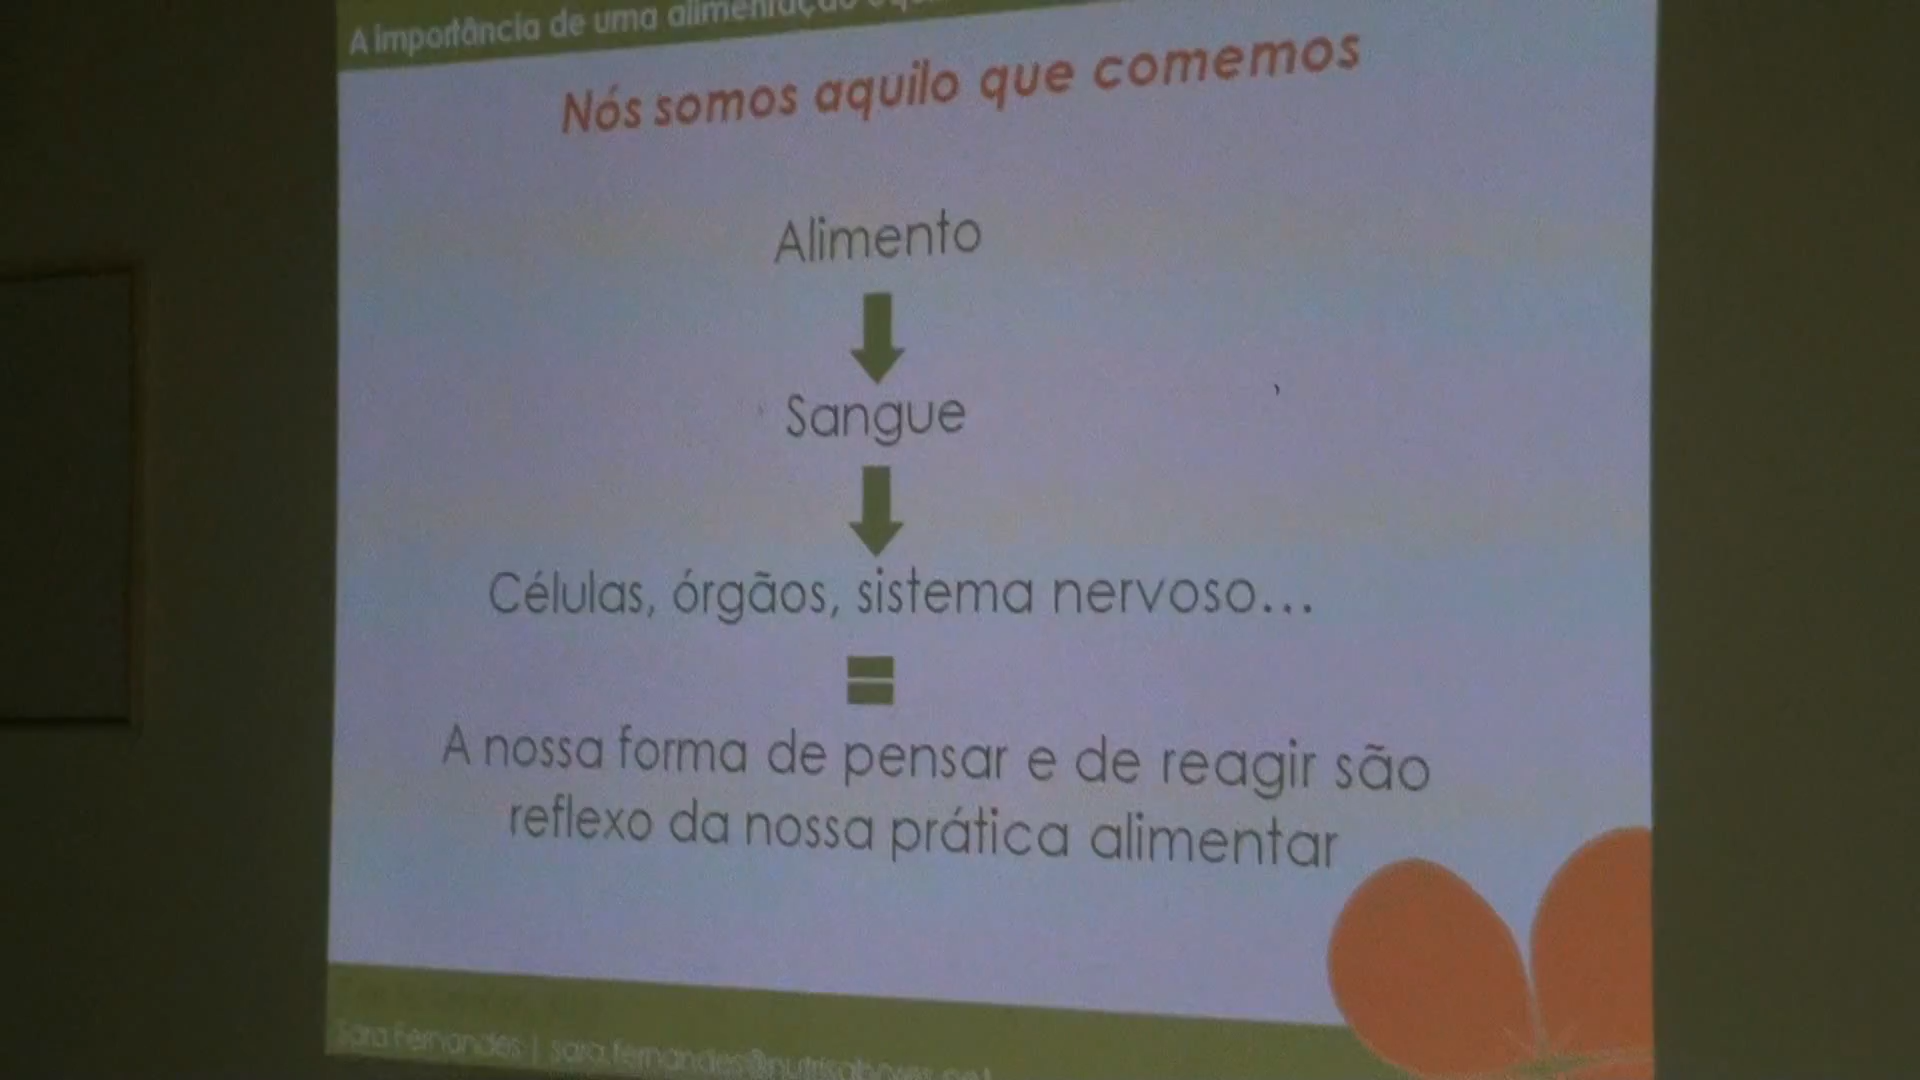 A importância de uma alimentação
Nós somos aquilo que comemos
Alimento
Sangue
Células, órgãos, sistema nervoso...
=
A nossa forma de pensar e de reagir são
reflexo da nossa prática alimentar
Sara Fernandes |